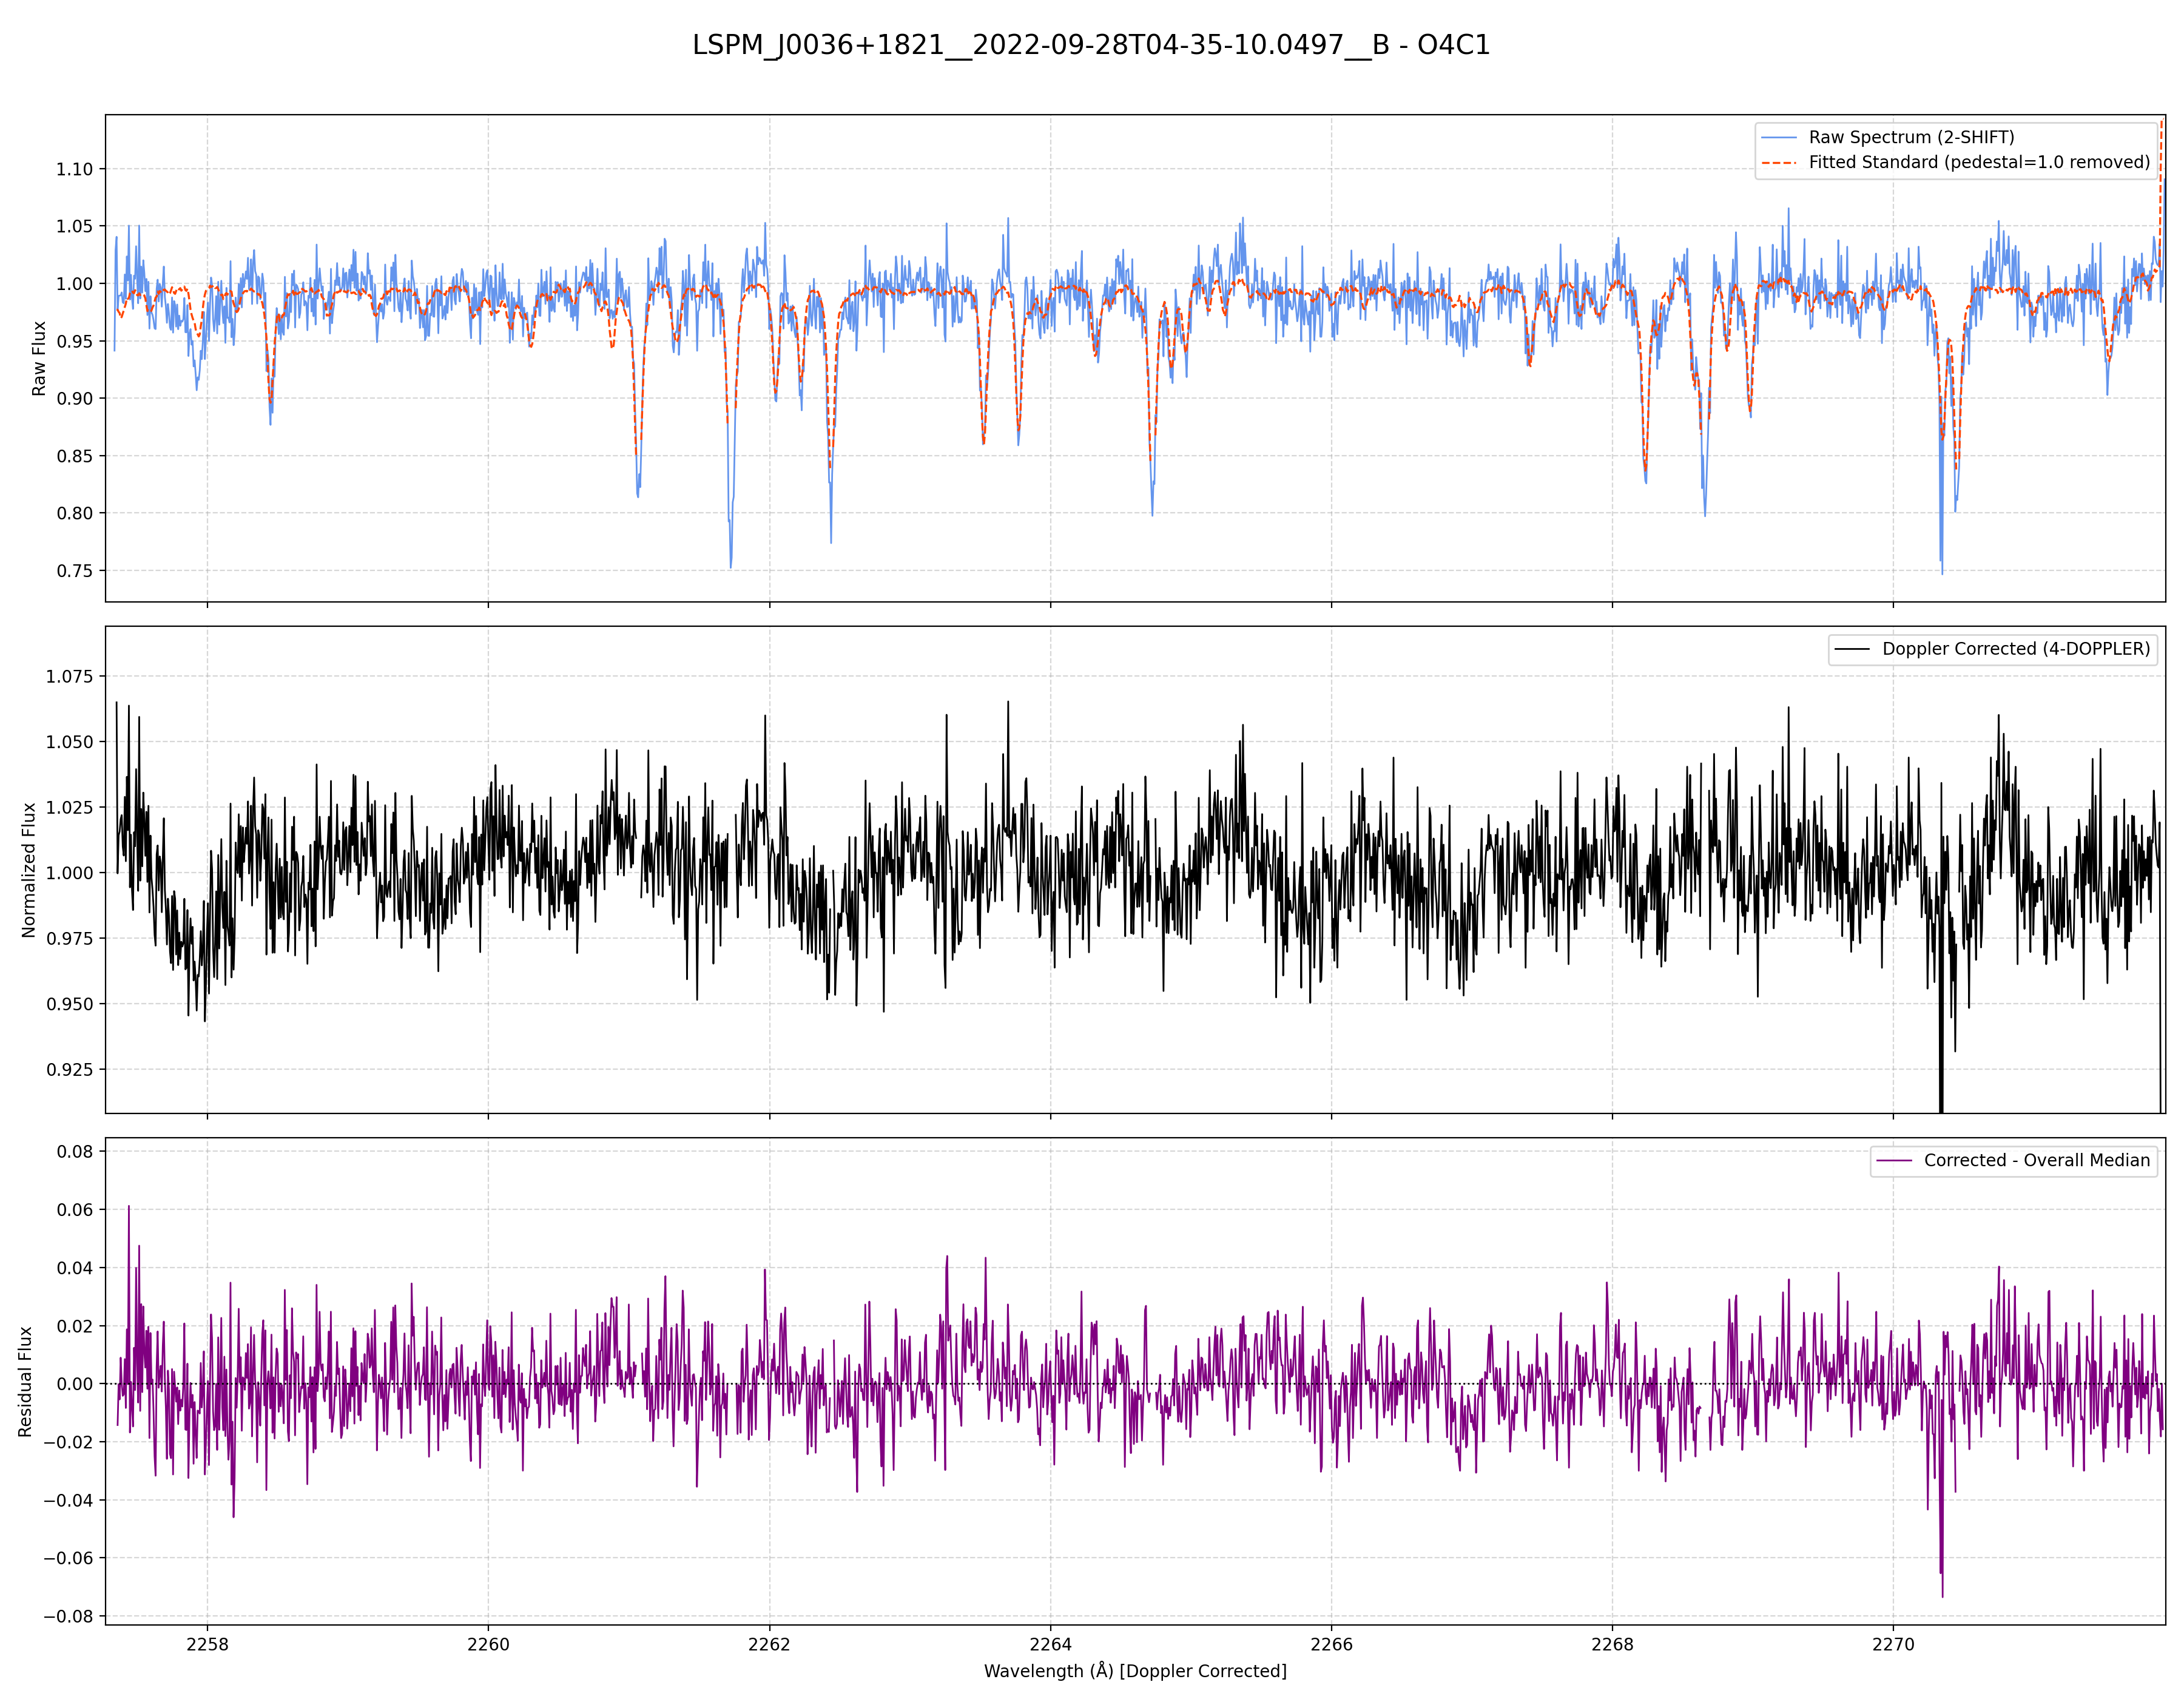 LSPM_J0036+1821__2022-09-28T04-35-10.0497__B - O4C1
Raw Spectrum (2-SHIFT)
Fitted Standard (pedestal=1.0 removed)
1.10
1.05
1.00
0.95
0.90
0.85
0.80
0.75
Raw Flux
Doppler Corrected (4-DOPPLER)
1.075
1.050
1.025
1.000
0.975
0.950
0.925
Normalized Flux
Corrected - Overall Median
0.08
0.06
0.04
0.02
0.00
−0.02
−0.04
−0.06
−0.08
Residual Flux
2258 2260 2262 2264 2266 2268 2270
Wavelength (Å) [Doppler Corrected]